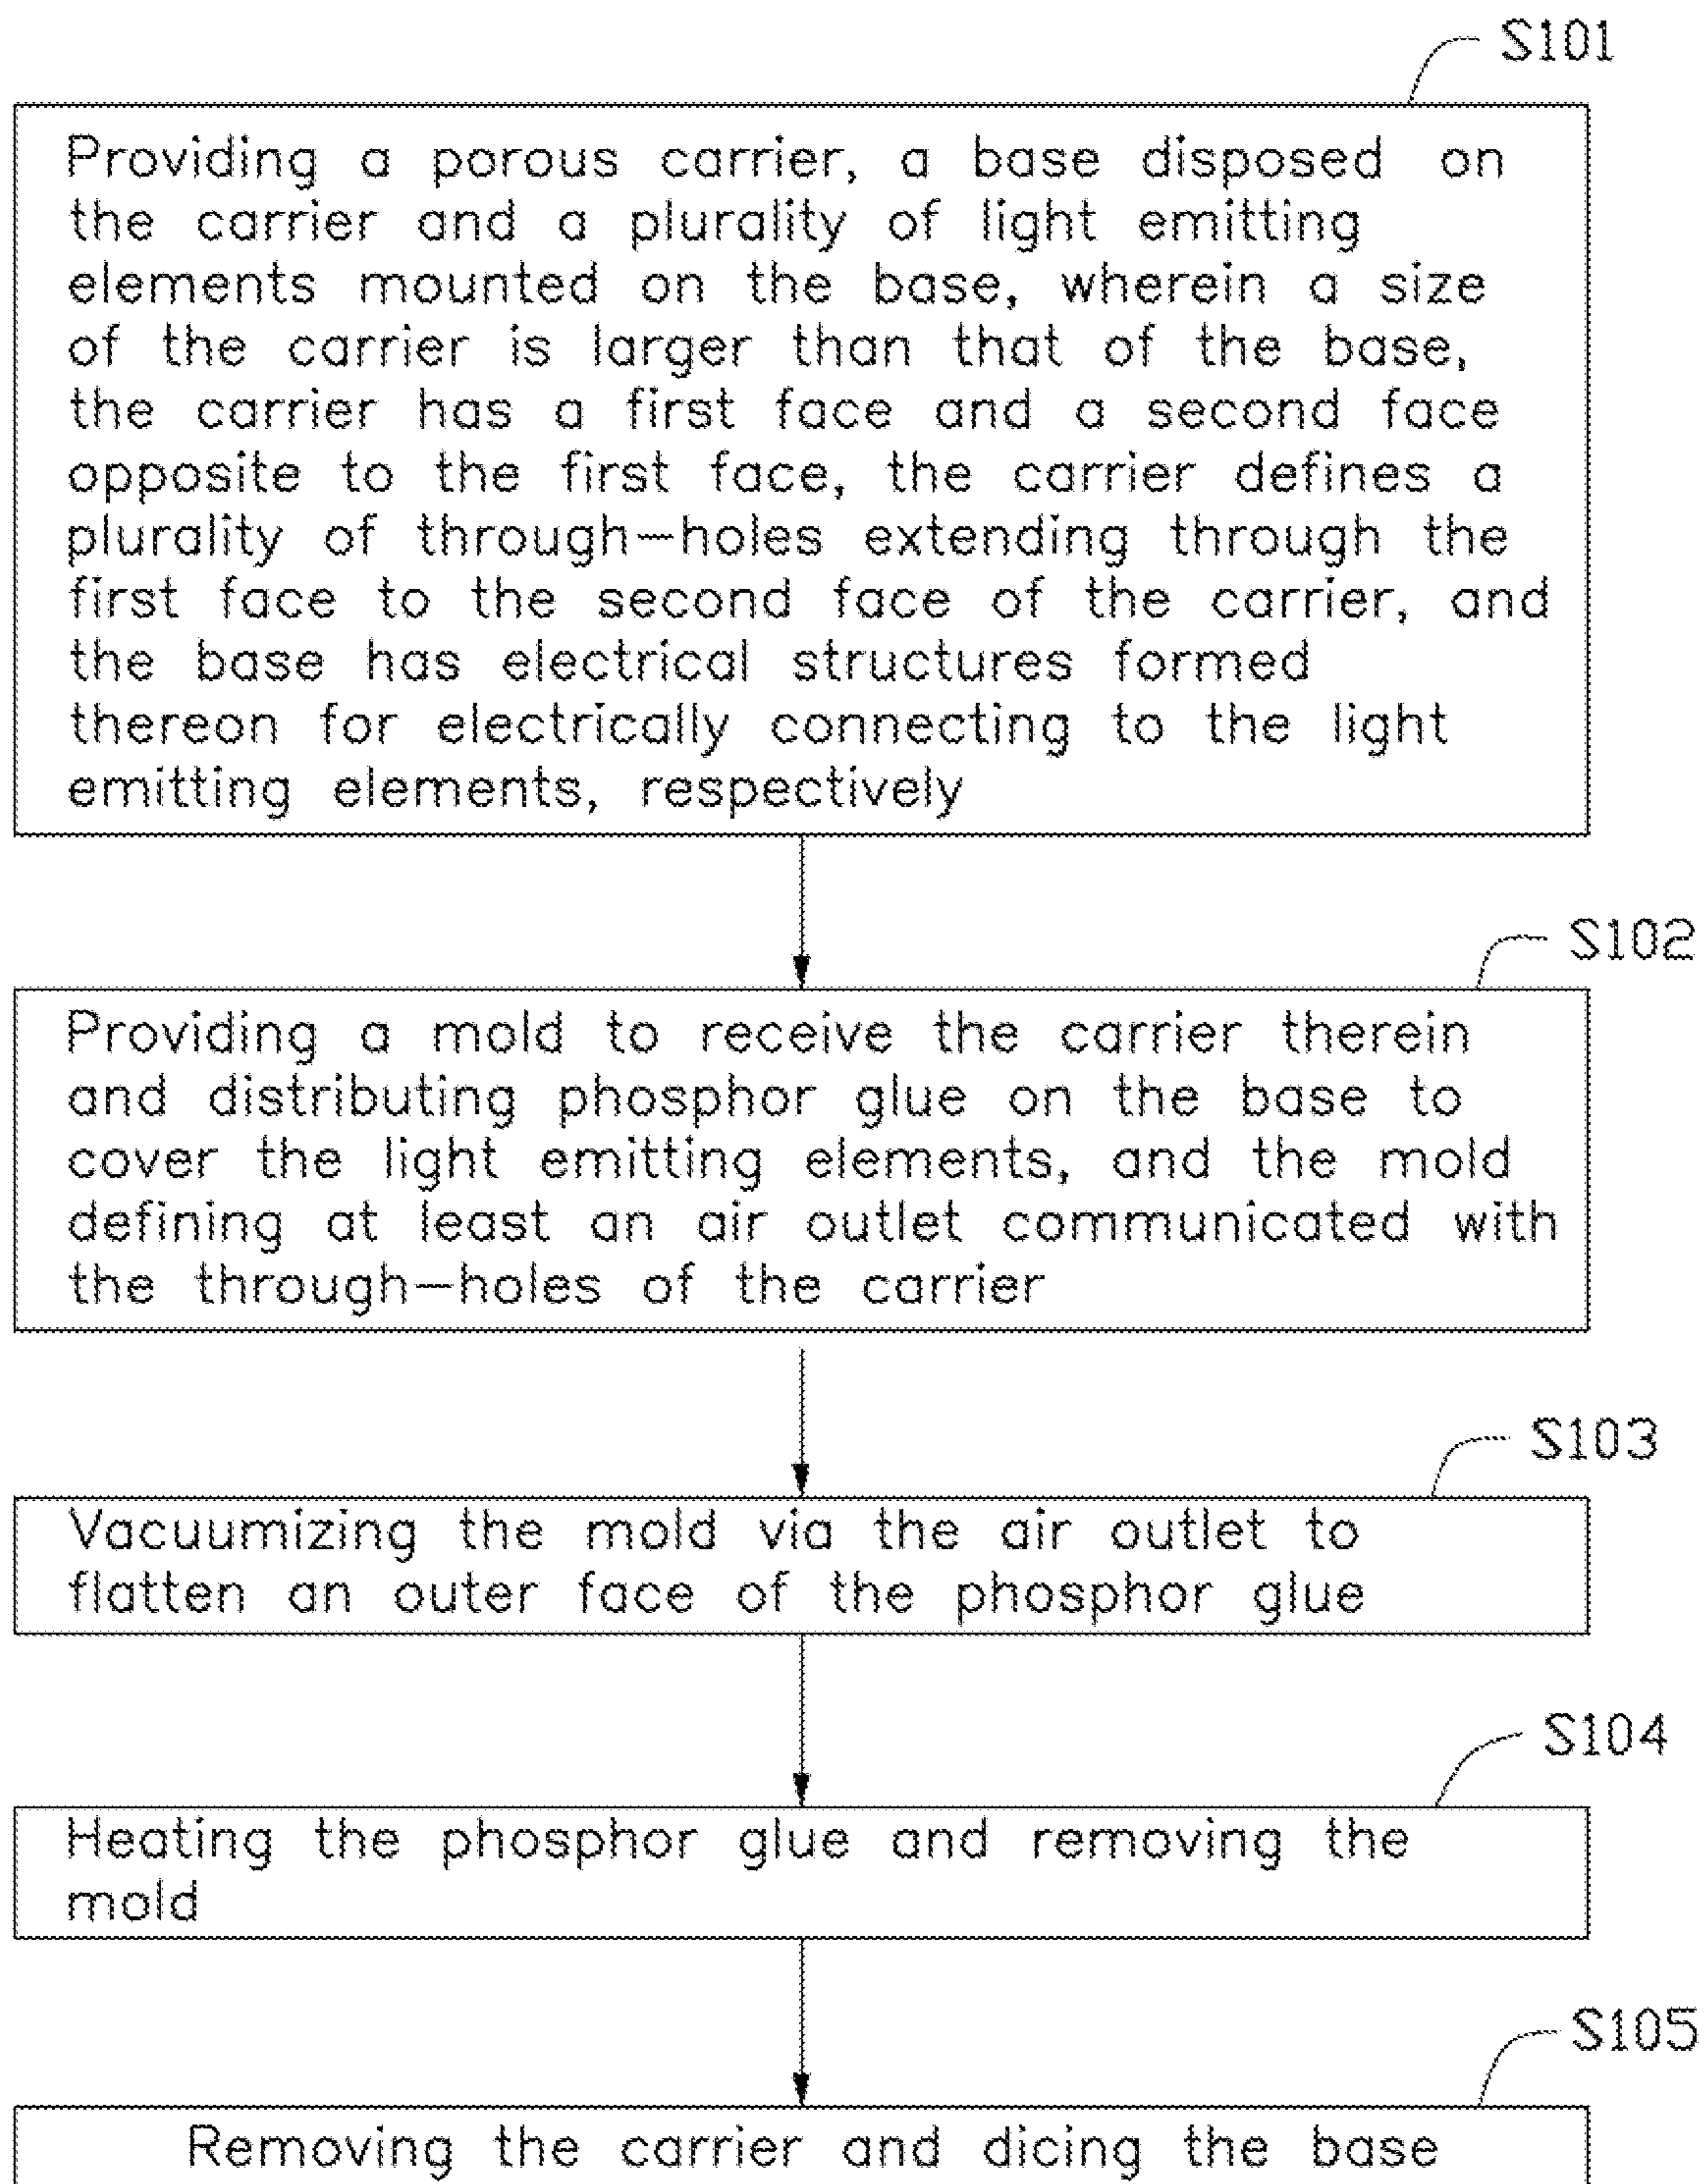 S101
Providing a porous carrier, a base disposed on
the carrier and a plurality of light emitting
elements mounted on the base, wherein a size
of the carrier is larger than that of the base,
the carrier has a first face and a second face
opposite to the first face, the carrier defines a
plurality of through-holes extending through the
first face to the second face of the carrier, and
the base has electrical structures formed
thereon for electrically connecting to the light
emitting elements, respectively
S102
Providing a mold to receive the carrier therein
and distributing phosphor glue on the base to
cover the light emitting elements, and the mold
defining at least an air outlet communicated with
the through-holes of the carrier
S103
Vacuumizing the mold via the air outlet to
flatten an outer face of the phosphor glue
S104
Heating the phosphor glue and removing the
mold
S105
Removing the carrier and dicing the base